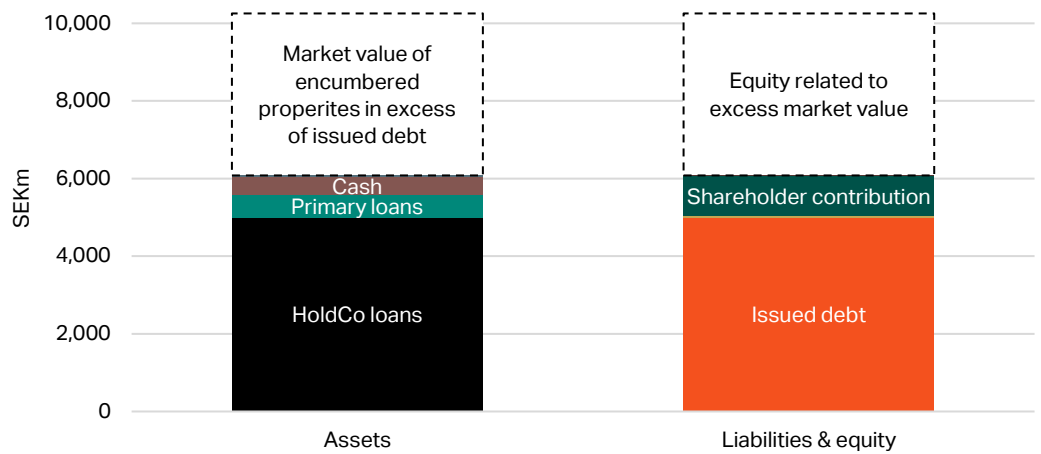 10,000
8,000
6,000
4,000
2,000
0
SEKm
Market value of
encumbered
properites in excess
of issued debt
Cash
Primary loans
HoldCo loans
Assets
Equity related to
excess market value
Shareholder contribution
Issued debt
Liabilities & equity